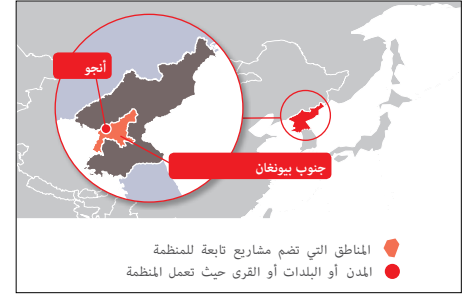 أنجو
جنوب بيونغان
المناطق التي تضم مشاريع تابعة للمنظمة
المدن أو البلدات أو القرى حيث تعمل المنظمة